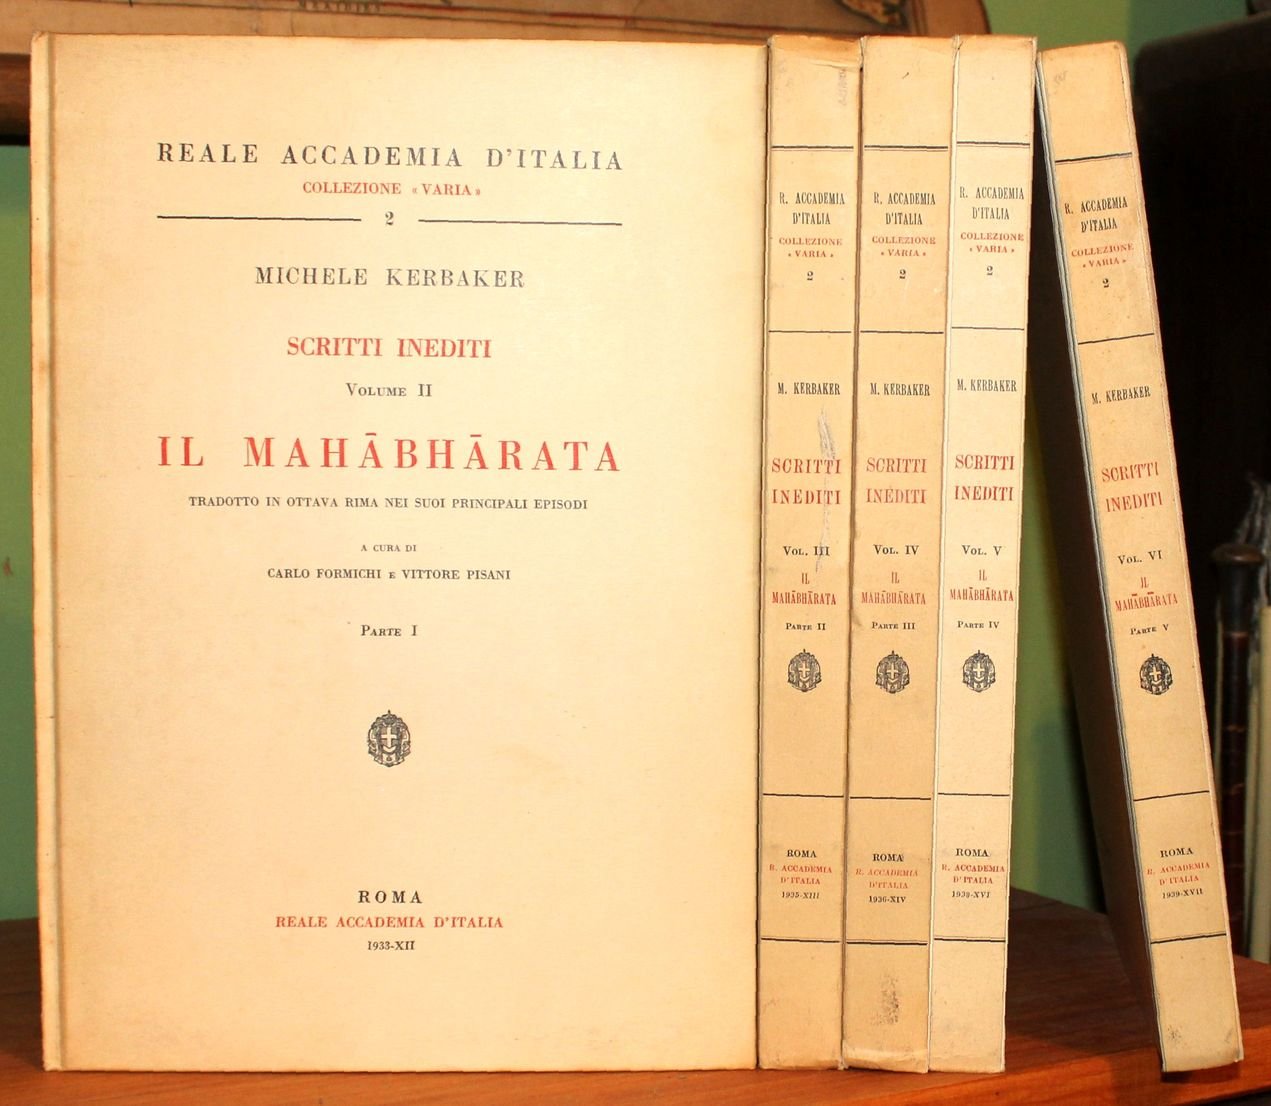 REALE ACCADEMIA D'ITALIA
COLLEZIONE « VARIA »
2
MICHELE KERBAKER
SCRITTI INEDITI
VOLUME II
IL MAHĀBHĀRATA
TRADOTTO IN OTTAVA RIMA NEI SUOI PRINCIPALI EPISODI
A CURA DI
CARLO FORMICHI E VITTORE PISANI
PARTE I
ROMA
REALE ACCADEMIA D'ITALIA
1933-XII
R. ACCADEMIA
D'ITALIA
COLLEZIONE
« VARIA »
2
M. KERBAKER
SCRITTI
INEDITI
VOL. III
IL
MAHĀBHĀRATA
PARTE II
ROMA
R. ACCADEMIA
D'ITALIA
1935-XIII
R. ACCADEMIA
D'ITALIA
COLLEZIONE
« VARIA »
2
M. KERBAKER
SCRITTI
INEDITI
VOL. IV
IL
MAHĀBHĀRATA
PARTE III
ROMA
R. ACCADEMIA
D'ITALIA
1936-XIV
R. ACCADEMIA
D'ITALIA
COLLEZIONE
« VARIA »
2
M. KERBAKER
SCRITTI
INEDITI
VOL. V
IL
MAHĀBHĀRATA
PARTE IV
ROMA
R. ACCADEMIA
D'ITALIA
1938-XVI
R. ACCADEMIA
D'ITALIA
COLLEZIONE
« VARIA »
2
M. KERBAKER
SCRITTI
INEDITI
VOL. VI
IL
MAHĀBHĀRATA
PARTE V
ROMA
R. ACCADEMIA
D'ITALIA
1939-XVII